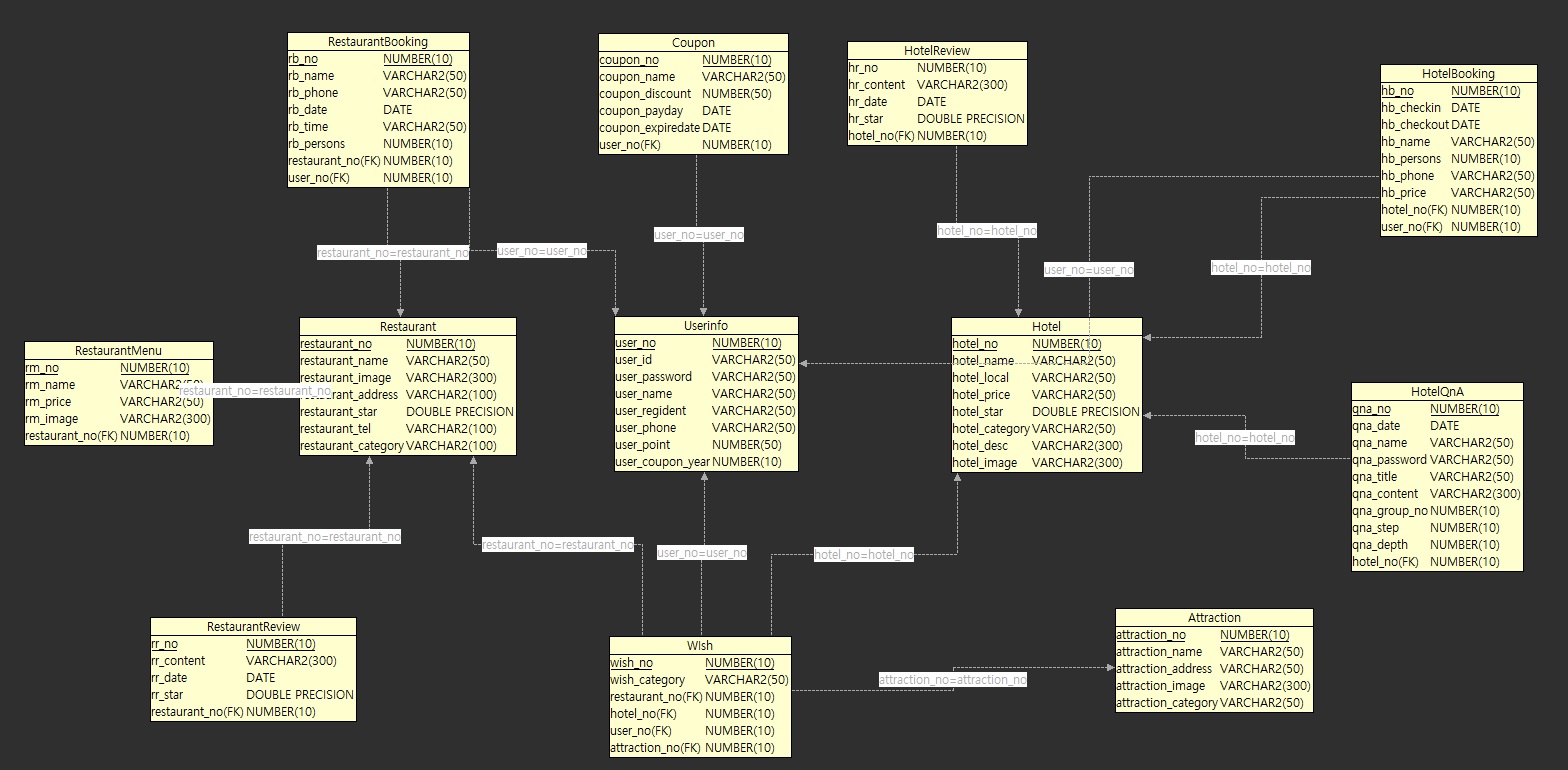 RestaurantBooking
rb_no NUMBER(10)
rb_name VARCHAR2(50)
rb_phone VARCHAR2(50)
rb_date DATE
rb_time VARCHAR2(50)
rb_persons NUMBER(10)
restaurant_no(FK) NUMBER(10)
user_no(FK) NUMBER(10)
Coupon
coupon_no NUMBER(10)
coupon_name VARCHAR2(50)
coupon_discount NUMBER(50)
coupon_payday DATE
coupon_expiredate DATE
user_no(FK) NUMBER(10)
HotelReview
hr_no NUMBER(10)
hr_content VARCHAR2(300)
hr_date DATE
hr_star DOUBLE PRECISION
hotel_no(FK) NUMBER(10)
HotelBooking
hb_no NUMBER(10)
hb_checkin DATE
hb_checkout DATE
hb_name VARCHAR2(50)
hb_persons NUMBER(10)
hb_phone VARCHAR2(50)
hb_price VARCHAR2(50)
hotel_no(FK) NUMBER(10)
user_no(FK) NUMBER(10)
restaurant_no=restaurant_no
user_no=user_no
user_no=user_no
hotel_no=hotel_no
user_no=user_no
hotel_no=hotel_no
RestaurantMenu
rm_no NUMBER(10)
rm_name VARCHAR2(50)
rm_price VARCHAR2(50)
rm_image VARCHAR2(300)
restaurant_no(FK) NUMBER(10)
restaurant_no=restaurant_no
Restaurant
restaurant_no NUMBER(10)
restaurant_name VARCHAR2(50)
restaurant_image VARCHAR2(300)
restaurant_address VARCHAR2(100)
restaurant_star DOUBLE PRECISION
restaurant_tel VARCHAR2(100)
restaurant_category VARCHAR2(100)
Userinfo
user_no NUMBER(10)
user_id VARCHAR2(50)
user_password VARCHAR2(50)
user_name VARCHAR2(50)
user_regident VARCHAR2(50)
user_phone VARCHAR2(50)
user_point NUMBER(50)
user_coupon_year NUMBER(10)
Hotel
hotel_no NUMBER(10)
hotel_name VARCHAR2(50)
hotel_local VARCHAR2(50)
hotel_price VARCHAR2(50)
hotel_star DOUBLE PRECISION
hotel_category VARCHAR2(50)
hotel_desc VARCHAR2(300)
hotel_image VARCHAR2(300)
hotel_no=hotel_no
HotelQnA
qna_no NUMBER(10)
qna_date DATE
qna_name VARCHAR2(50)
qna_password VARCHAR2(50)
qna_title VARCHAR2(50)
qna_content VARCHAR2(300)
qna_group_no NUMBER(10)
qna_step NUMBER(10)
qna_depth NUMBER(10)
hotel_no(FK) NUMBER(10)
restaurant_no=restaurant_no
restaurant_no=restaurant_no
user_no=user_no
hotel_no=hotel_no
RestaurantReview
rr_no NUMBER(10)
rr_content VARCHAR2(300)
rr_date DATE
rr_star DOUBLE PRECISION
restaurant_no(FK) NUMBER(10)
Wish
wish_no NUMBER(10)
wish_category VARCHAR2(50)
restaurant_no(FK) NUMBER(10)
hotel_no(FK) NUMBER(10)
user_no(FK) NUMBER(10)
attraction_no(FK) NUMBER(10)
attraction_no=attraction_no
Attraction
attraction_no NUMBER(10)
attraction_name VARCHAR2(50)
attraction_address VARCHAR2(50)
attraction_image VARCHAR2(300)
attraction_category VARCHAR2(50)